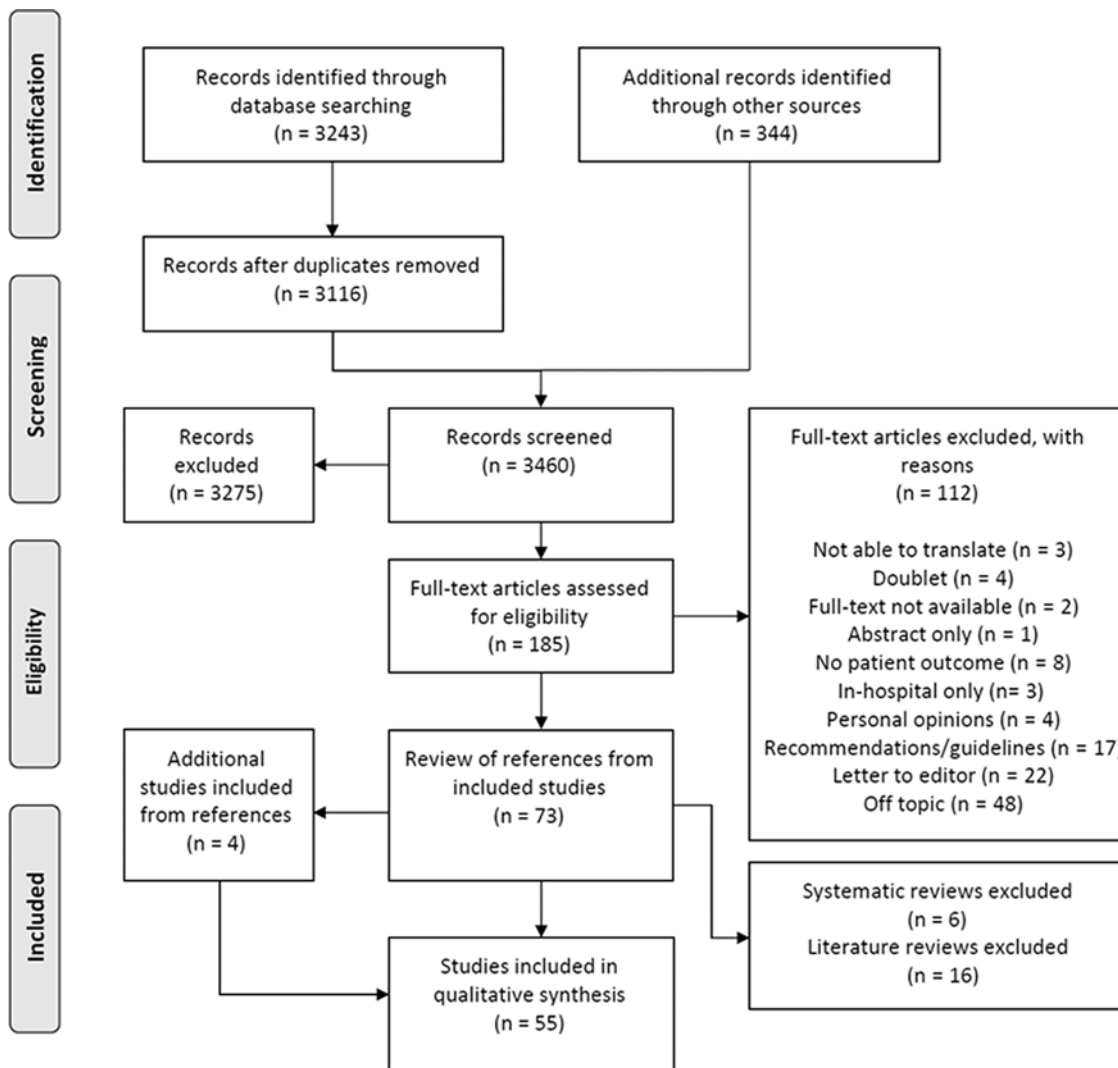 Identification
Records identified through
database searching
(n = 3243)
Additional records identified
through other sources
(n = 344)
Records after duplicates removed
(n = 3116)
Screening
Records
excluded
(n = 3275)
Records screened
(n = 3460)
Full-text articles excluded, with
reasons
(n = 112)
Not able to translate (n = 3)
Doublet (n = 4)
Full-text not available (n = 2)
Abstract only (n = 1)
No patient outcome (n = 8)
In-hospital only (n= 3)
Personal opinions (n = 4)
Recommendations/guidelines (n = 17)
Letter to editor (n = 22)
Off topic (n = 48)
Eligibility
Full-text articles assessed
for eligibility
(n = 185)
Additional
studies included
from references
(n = 4)
Review of references from
included studies
(n = 73)
Included
Systematic reviews excluded
(n = 6)
Literature reviews excluded
(n = 16)
Studies included in
qualitative synthesis
(n = 55)